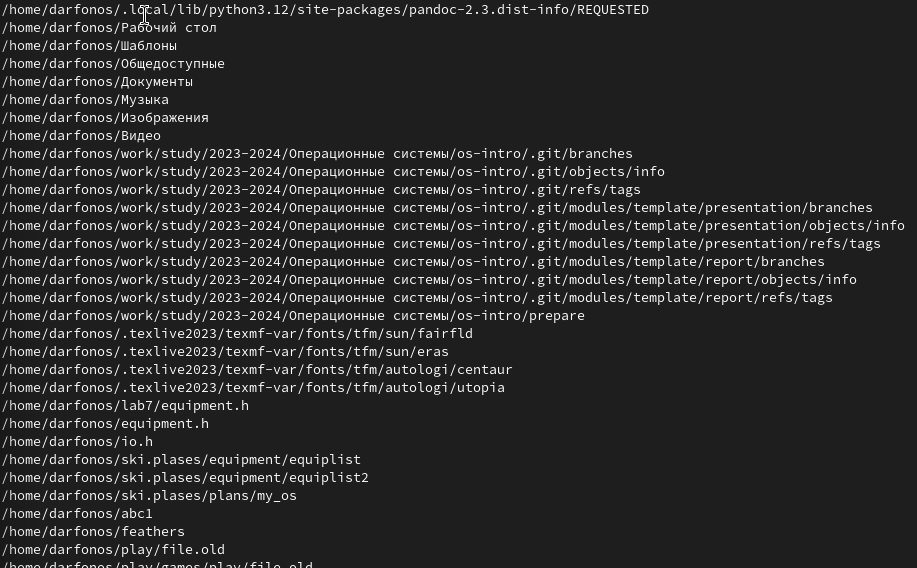 /home/darfonos/.local/lib/python3.12/site-packages/pandoc-2.3.dist-info/REQUESTED
/home/darfonos/Рабочий стол
/home/darfonos/Шаблоны
/home/darfonos/Общедоступные
/home/darfonos/Документы
/home/darfonos/Музыка
/home/darfonos/Изображения
/home/darfonos/Видео
/home/darfonos/work/study/2023-2024/Операционные системы/os-intro/.git/branches
/home/darfonos/work/study/2023-2024/Операционные системы/os-intro/.git/objects/info
/home/darfonos/work/study/2023-2024/Операционные системы/os-intro/.git/refs/tags
/home/darfonos/work/study/2023-2024/Операционные системы/os-intro/.git/modules/template/presentation/branches
/home/darfonos/work/study/2023-2024/Операционные системы/os-intro/.git/modules/template/presentation/objects/info
/home/darfonos/work/study/2023-2024/Операционные системы/os-intro/.git/modules/template/presentation/refs/tags
/home/darfonos/work/study/2023-2024/Операционные системы/os-intro/.git/modules/template/report/branches
/home/darfonos/work/study/2023-2024/Операционные системы/os-intro/.git/modules/template/report/objects/info
/home/darfonos/work/study/2023-2024/Операционные системы/os-intro/.git/modules/template/report/refs/tags
/home/darfonos/work/study/2023-2024/Операционные системы/os-intro/prepare
/home/darfonos/.texlive2023/texmf-var/fonts/tfm/sun/fairfld
/home/darfonos/.texlive2023/texmf-var/fonts/tfm/sun/eras
/home/darfonos/.texlive2023/texmf-var/fonts/tfm/autologi/centaur
/home/darfonos/.texlive2023/texmf-var/fonts/tfm/autologi/utopia
/home/darfonos/lab7/equipment.h
/home/darfonos/equipment.h
/home/darfonos/io.h
/home/darfonos/ski.plases/equipment/equiplist
/home/darfonos/ski.plases/equipment/equiplist2
/home/darfonos/ski.plases/plans/my_os
/home/darfonos/abc1
/home/darfonos/feathers
/home/darfonos/play/file.old
/home/darfonos/play/games/play/file.old